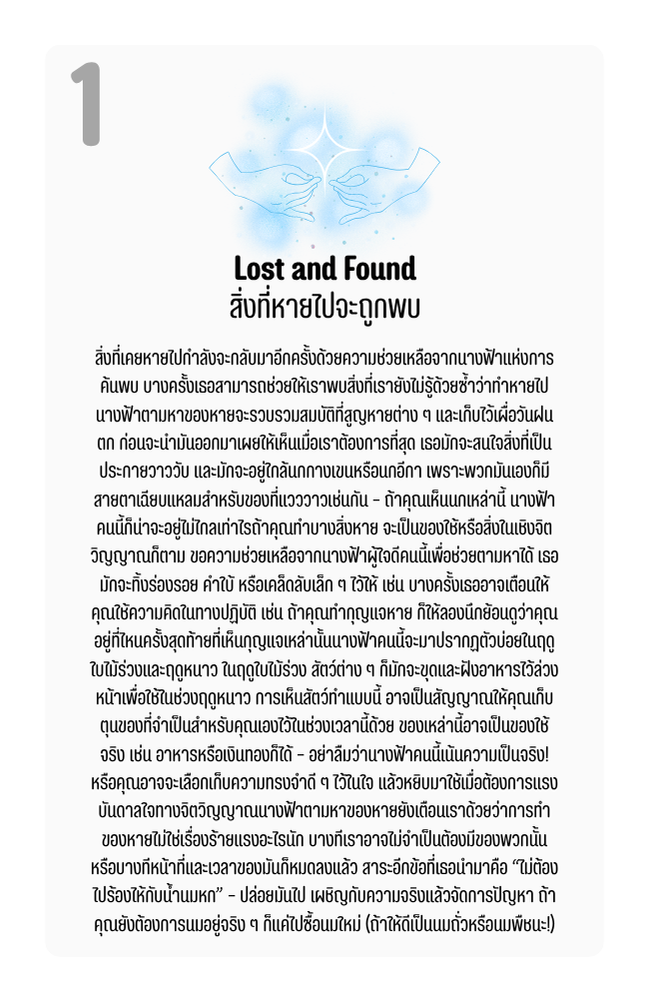 1
Lost and Found
สิ่งที่หายไปจะถูกพบ
สิ่งที่เคยหายไปกำลังจะกลับมาอีกครั้งด้วยความช่วยเหลือจากนางฟ้าแห่งการ
ค้นพบ บางครั้งเธอสามารถช่วยให้เราพบสิ่งที่เรายังไม่รู้ด้วยซ้ำว่าทำหายไป
นางฟ้าตามหาของหายจะรวบรวมสมบัติที่สูญหายต่าง ๆ และเก็บไว้เผื่อวันฝน
ตก ก่อนจะนำมันออกมาเผยให้เห็นเมื่อเราต้องการที่สุด เธอมักจะสนใจสิ่งที่เป็น
ประกายวาววับ และมักจะอยู่ใกล้นกกางเขนหรือนกอีกา เพราะพวกมันเองก็มี
สายตาเฉียบแหลมสำหรับของที่แวววาวเช่นกัน – ถ้าคุณเห็นนกเหล่านี้ นางฟ้า
คนนี้ก็น่าจะอยู่ไม่ไกลเท่าไรถ้าคุณทำบางสิ่งหาย จะเป็นของใช้หรือสิ่งในเชิงจิต
วิญญาณก็ตาม ขอความช่วยเหลือจากนางฟ้าผู้ใจดีคนนี้เพื่อช่วยตามหาได้ เธอ
มักจะทิ้งร่องรอย คำใบ้ หรือเคล็ดลับเล็ก ๆ ไว้ให้ เช่น บางครั้งเธออาจเตือนให้
คุณใช้ความคิดในทางปฏิบัติ เช่น ถ้าคุณทำกุญแจหาย ก็ให้ลองนึกย้อนดูว่าคุณ
อยู่ที่ไหนครั้งสุดท้ายที่เห็นกุญแจเหล่านั้นนางฟ้าคนนี้จะมาปรากฏตัวบ่อยในฤดู
ใบไม้ร่วงและฤดูหนาว ในฤดูใบไม้ร่วง สัตว์ต่าง ๆ ก็มักจะขุดและฝังอาหารไว้ล่วง
หน้าเพื่อใช้ในช่วงฤดูหนาว การเห็นสัตว์ทำแบบนี้ อาจเป็นสัญญาณให้คุณเก็บ
ตุนของที่จำเป็นสำหรับคุณเองไว้ในช่วงเวลานี้ด้วย ของเหล่านี้อาจเป็นของใช้
จริง เช่น อาหารหรือเงินทองก็ได้ – อย่าลืมว่านางฟ้าคนนี้เน้นความเป็นจริง!
หรือคุณอาจจะเลือกเก็บความทรงจำดี ๆ ไว้ในใจ แล้วหยิบมาใช้เมื่อต้องการแรง
บันดาลใจทางจิตวิญญาณนางฟ้าตามหาของหายยังเตือนเราด้วยว่าการทำ
ของหายไม่ใช่เรื่องร้ายแรงอะไรนัก บางทีเราอาจไม่จำเป็นต้องมีของพวกนั้น
หรือบางทีหน้าที่และเวลาของมันก็หมดลงแล้ว สาระอีกข้อที่เธอนำมาคือ “ไม่ต้อง
ไปร้องไห้กับน้ำนมหก” – ปล่อยมันไป เผชิญกับความจริงแล้วจัดการปัญหา ถ้า
คุณยังต้องการนมอยู่จริง ๆ ก็แค่ไปซื้อนมใหม่ (ถ้าให้ดีเป็นนมถั่วหรือนมพืชนะ!)